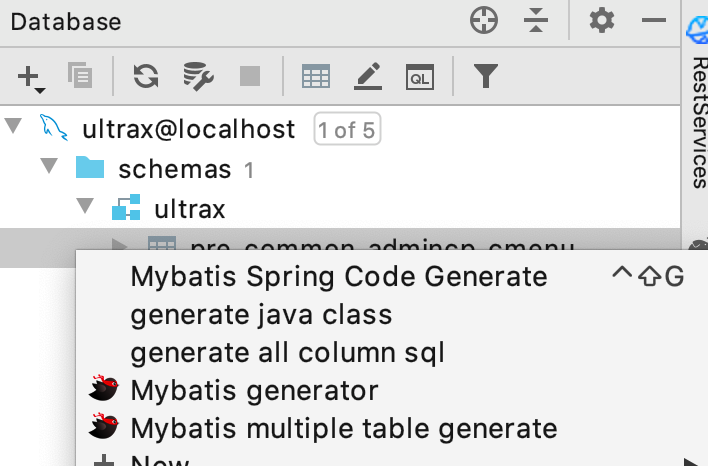 Database
QL
ultrax@localhost 1 of 5
schemas 1
ultrax
pre_common_admincp_cmenu
Mybatis Spring Code Generate ^⇧G
generate java class
generate all column sql
Mybatis generator
Mybatis multiple table generate
New
RestServices